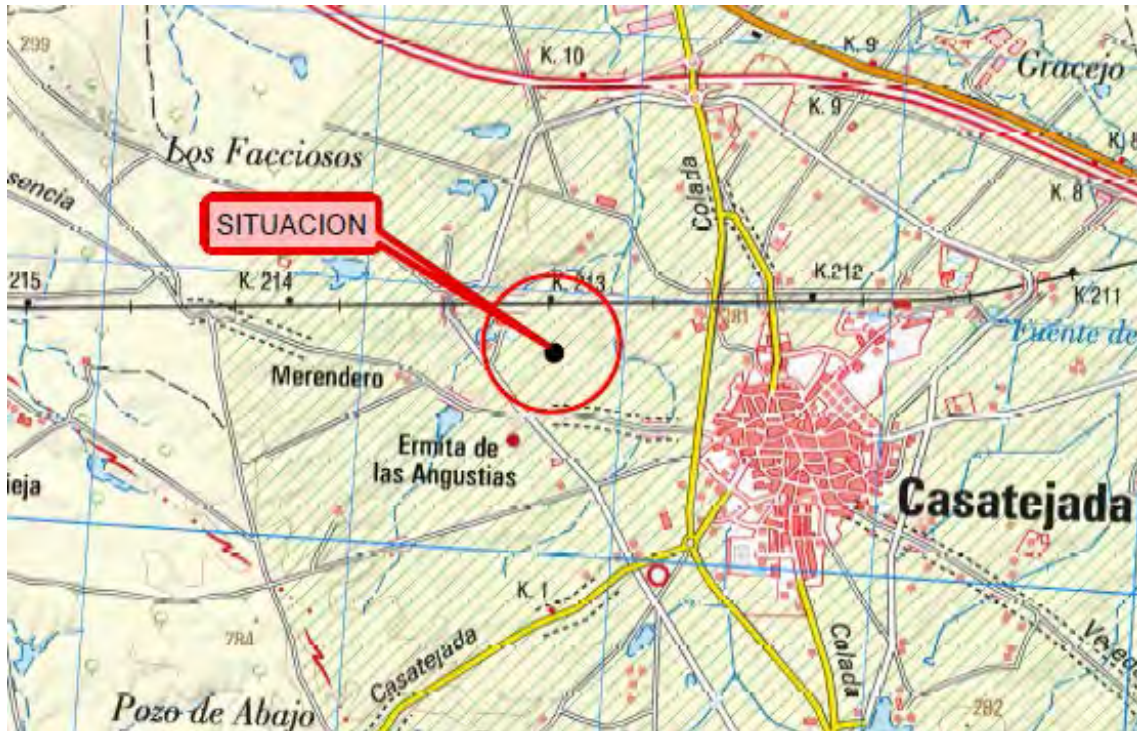 299
K. 10
K. 9
Gracejo
K. 9
K. 8
Los Facciosos
sencia
K. 8
SITUACION
Colada
215
K. 214
K. 213
K.212
K.211
281
Fuente de
Merendero
Ermita de
las Angustias
ieja
Casatejada
K. 1
784
Casatejada
Colada
Pozo de Abajo
282